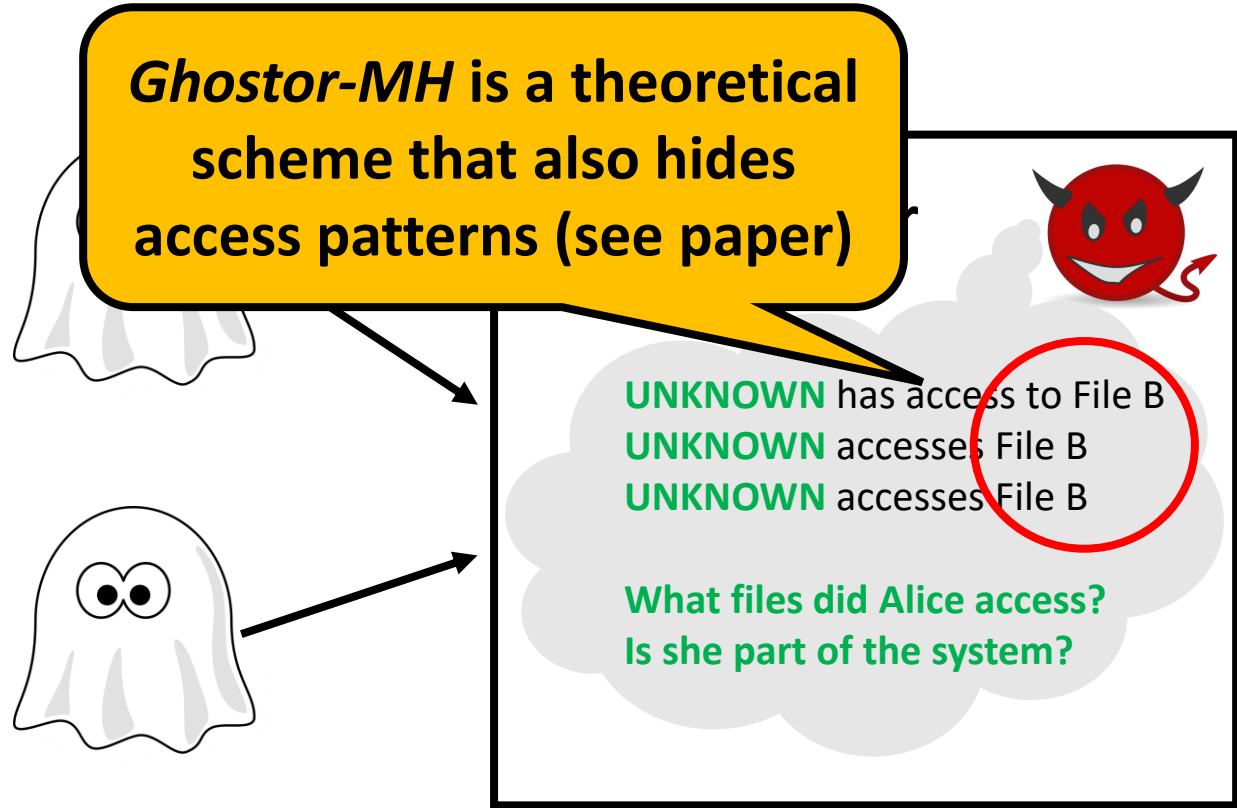 Ghostor-MH is a theoretical
scheme that also hides
access patterns (see paper)
UNKNOWN has access to File B
UNKNOWN accesses File B
UNKNOWN accesses File B
What files did Alice access?
Is she part of the system?